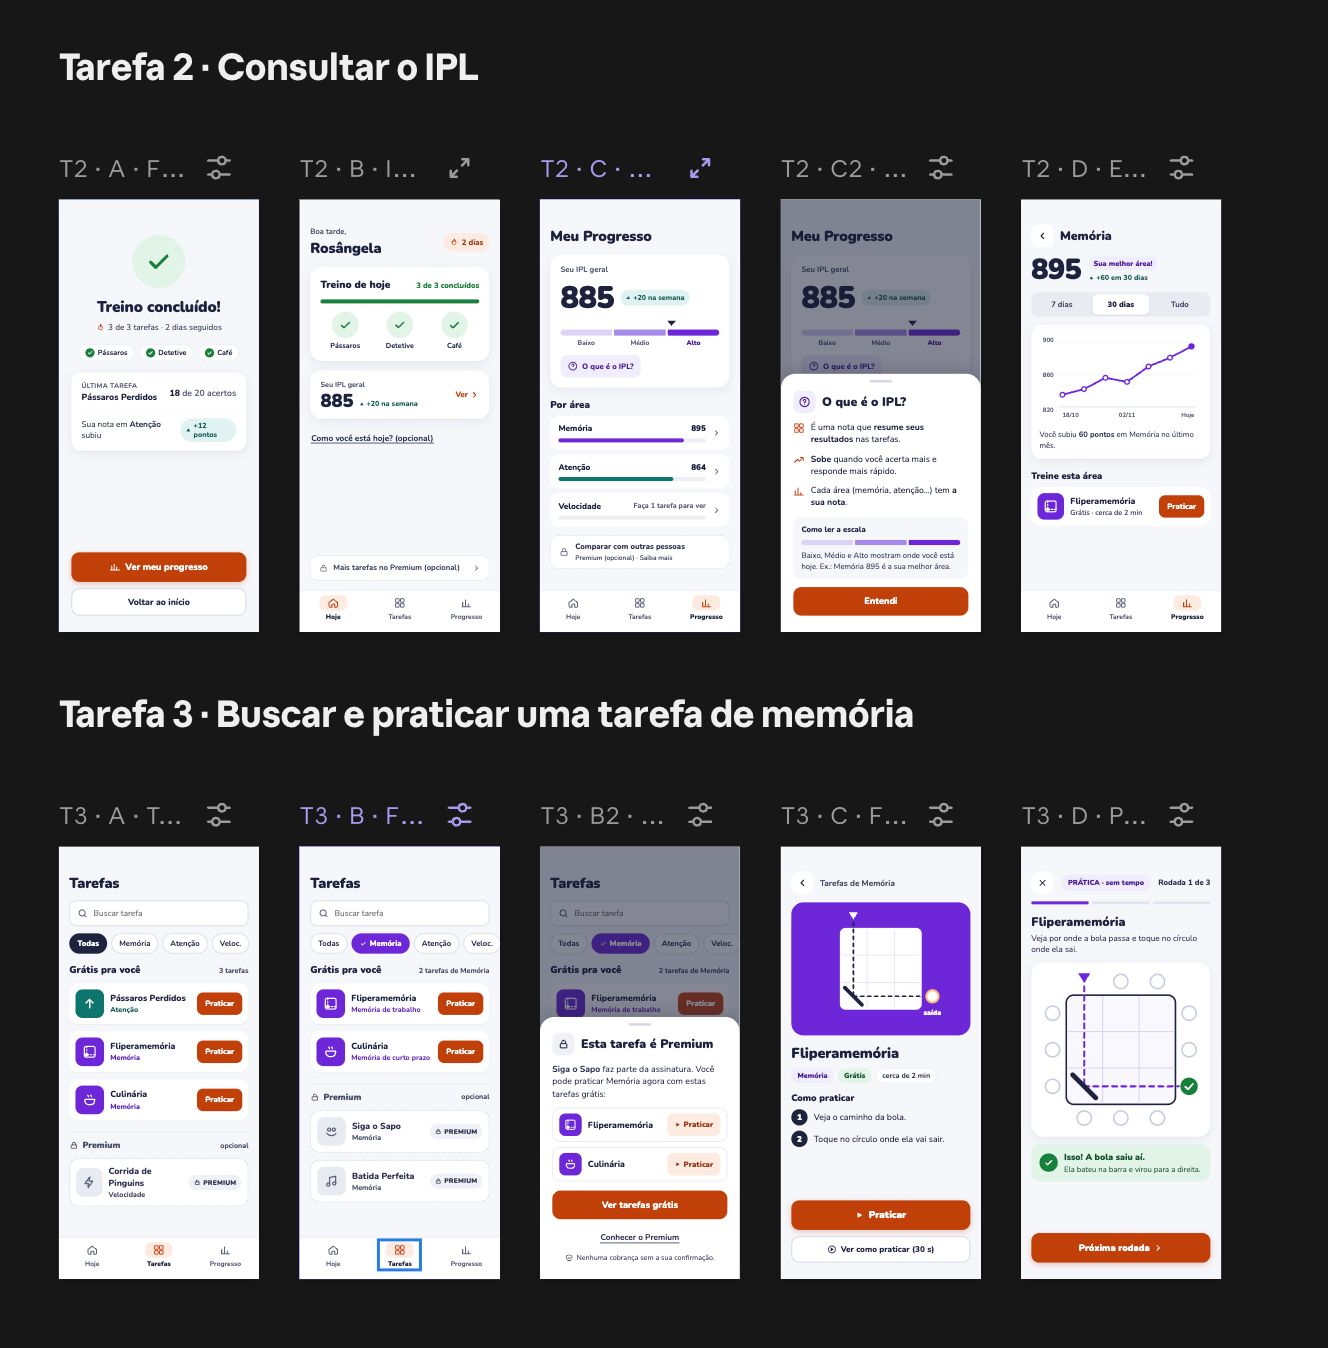 Tarefa 2 · Consultar o IPL
T2 · A · F...
T2 · B · I...
T2 · C · ...
T2 · C2 · ...
T2 · D · E...
Treino concluído!
3 de 3 tarefas · 2 dias seguidos
Pássaros
Detetive
Café
ÚLTIMA TAREFA
Pássaros Perdidos
18 de 20 acertos
Sua nota em Atenção
subiu
+12
pontos
Ver meu progresso
Voltar ao início
Boa tarde,
Rosângela
2 dias
Treino de hoje
3 de 3 concluídos
Pássaros
Detetive
Café
Seu IPL geral
885
+20 na semana
Ver
Como você está hoje? (opcional)
Mais tarefas no Premium (opcional)
Hoje
Tarefas
Progresso
Meu Progresso
Seu IPL geral
885
+20 na semana
Baixo
Médio
Alto
O que é o IPL?
Por área
Memória
895
Atenção
864
Velocidade
Faça 1 tarefa para ver
Comparar com outras pessoas
Premium (opcional) · Saiba mais
Hoje
Tarefas
Progresso
Meu Progresso
Seu IPL geral
885
+20 na semana
Baixo
Médio
Alto
O que é o IPL?
O que é o IPL?
É uma nota que resume seus
resultados nas tarefas.
Sobe quando você acerta mais e
responde mais rápido.
Cada área (memória, atenção...) tem a
sua nota.
Como ler a escala
Baixo, Médio e Alto mostram onde você está
hoje. Ex.: Memória 895 é a sua melhor área.
Entendi
Memória
895
Sua melhor área!
+60 em 30 dias
7 dias
30 dias
Tudo
900
860
820
18/10
02/11
Hoje
Você subiu 60 pontos em Memória no último
mês.
Treine esta área
Fliperamemória
Grátis · cerca de 2 min
Praticar
Hoje
Tarefas
Progresso
Tarefa 3 · Buscar e praticar uma tarefa de memória
T3 · A · T...
T3 · B · F...
T3 · B2 · ...
T3 · C · F...
T3 · D · P...
Tarefas
Buscar tarefa
Todas
Memória
Atenção
Veloc.
Grátis pra você
3 tarefas
Pássaros Perdidos
Atenção
Praticar
Fliperamemória
Memória
Praticar
Culinária
Memória
Praticar
Premium
opcional
Corrida de
Pinguins
Velocidade
PREMIUM
Hoje
Tarefas
Progresso
Tarefas
Buscar tarefa
Todas
Memória
Atenção
Veloc.
Grátis pra você
2 tarefas de Memória
Fliperamemória
Memória de trabalho
Praticar
Culinária
Memória de curto prazo
Praticar
Premium
opcional
Siga o Sapo
Memória
PREMIUM
Batida Perfeita
Memória
PREMIUM
Hoje
Tarefas
Progresso
Tarefas
Buscar tarefa
Todas
Memória
Atenção
Veloc.
Grátis pra você
2 tarefas de Memória
Fliperamemória
Memória de trabalho
Praticar
Esta tarefa é Premium
Siga o Sapo faz parte da assinatura. Você
pode praticar Memória agora com estas
tarefas grátis:
Fliperamemória
Praticar
Culinária
Praticar
Ver tarefas grátis
Conhecer o Premium
Nenhuma cobrança sem a sua confirmação.
Tarefas de Memória
saída
Fliperamemória
Memória
Grátis
cerca de 2 min
Como praticar
1 Veja o caminho da bola.
2 Toque no círculo onde ela vai sair.
Praticar
Ver como praticar (30 s)
PRÁTICA · sem tempo
Rodada 1 de 3
Fliperamemória
Veja por onde a bola passa e toque no círculo
onde ela sai.
Isso! A bola saiu aí.
Ela bateu na barra e virou para a direita.
Próxima rodada